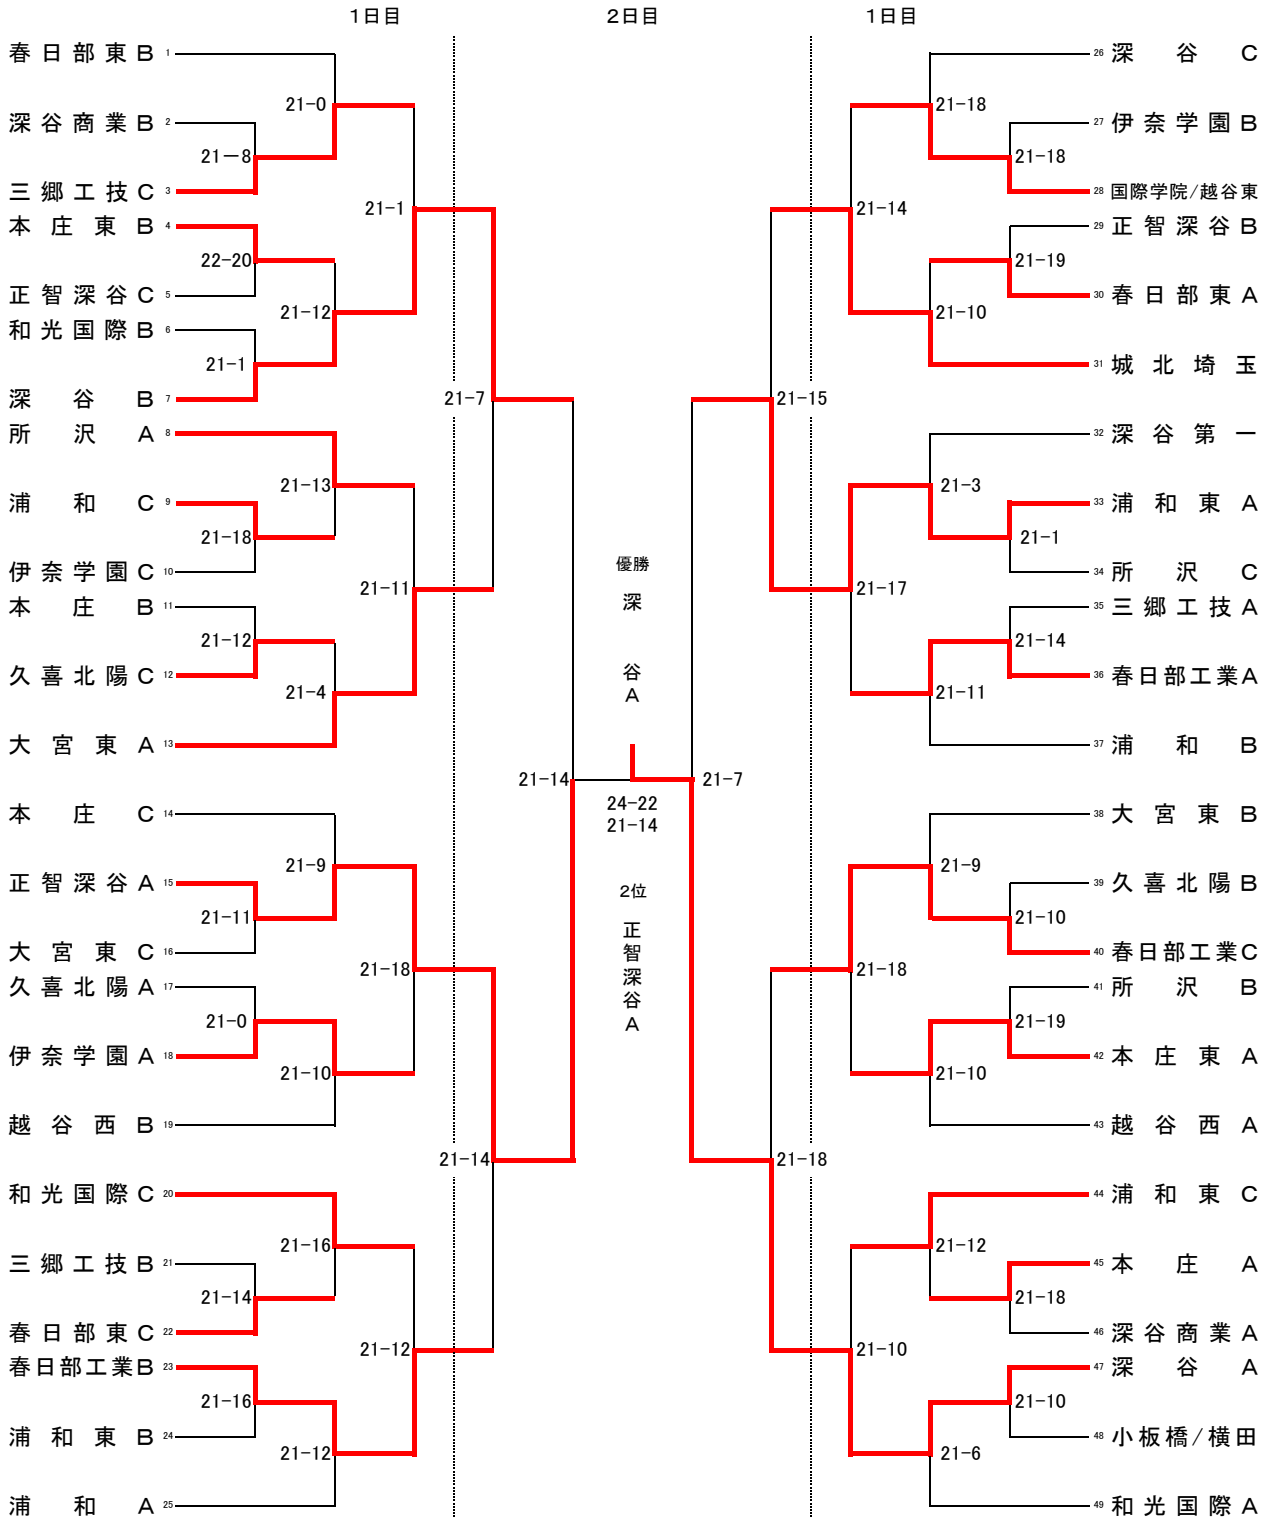 1日目 2日目 1日目
春日部東B 1
深谷商業B 2
三郷工技C 3
本庄東B 4
正智深谷C 5
和光国際B 6
深谷B 7
所沢A 8
浦和C 9
伊奈学園C 10
本庄B 11
久喜北陽C 12
大宮東A 13
本庄C 14
正智深谷A 15
大宮東C 16
久喜北陽A 17
伊奈学園A 18
越谷西B 19
和光国際C 20
三郷工技B 21
春日部東C 22
春日部工業B 23
浦和東B 24
浦和A 25
21-0
21-8
21-1
22-20
21-12
21-1
21-7
21-13
21-18
21-11
21-12
21-4
21-14
21-9
21-11
21-18
21-0
21-10
21-14
21-16
21-14
21-12
21-16
21-12
優勝
深谷A
24-22
21-14
2位
正智深谷A
21-18
21-18
21-14
21-19
21-10
21-15
21-3
21-1
21-17
21-14
21-11
21-7
21-9
21-10
21-18
21-19
21-10
21-18
21-12
21-18
21-10
21-10
21-6
26 深谷C
27 伊奈学園B
28 国際学院/越谷東
29 正智深谷B
30 春日部東A
31 城北埼玉
32 深谷第一
33 浦和東A
34 所沢C
35 三郷工技A
36 春日部工業A
37 浦和B
38 大宮東B
39 久喜北陽B
40 春日部工業C
41 所沢B
42 本庄東A
43 越谷西A
44 浦和東C
45 本庄A
46 深谷商業A
47 深谷A
48 小板橋/横田
49 和光国際A